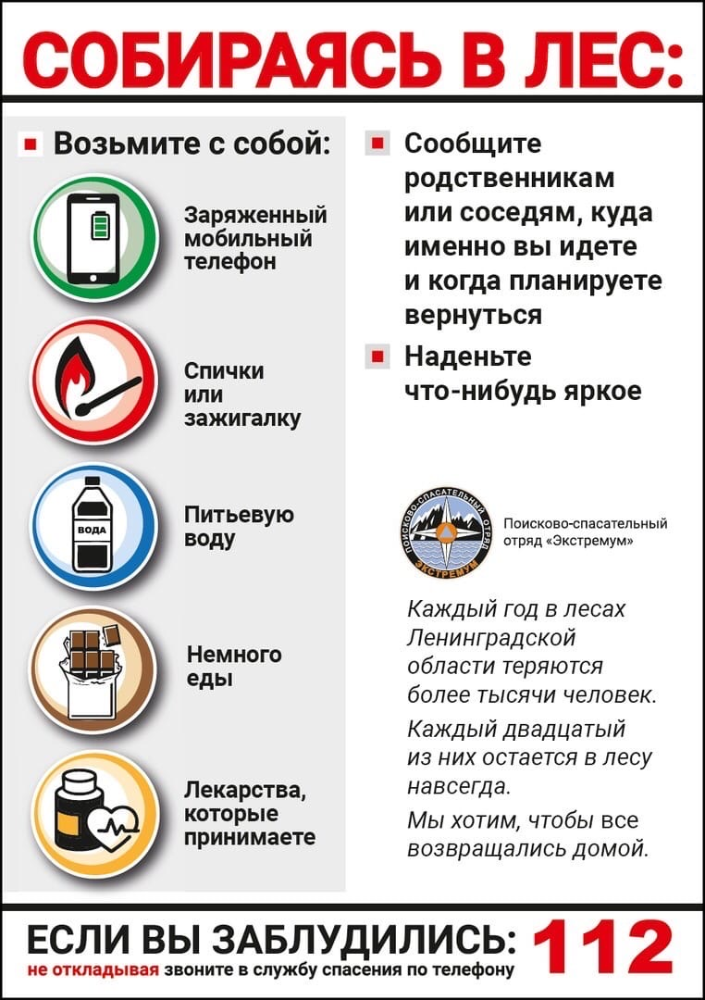 СОБИРАЯСЬ В ЛЕС:
Возьмите с собой:
Заряженный
мобильный
телефон
Спички
или
зажигалку
ВОДА
Питьевую
воду
Немного
еды
Лекарства,
которые
принимаете
Сообщите
родственникам
или соседям, куда
именно вы идете
и когда планируете
вернуться
Наденьте
что-нибудь яркое
ПОИСКОВО-СПАСАТЕЛЬНЫЙ ОТРЯД
ЭКСТРЕМУМ
Поисково-спасательный
отряд «Экстремум»
Каждый год в лесах
Ленинградской
области теряются
более тысячи человек.
Каждый двадцатый
из них остается в лесу
навсегда.
Мы хотим, чтобы все
возвращались домой.
ЕСЛИ ВЫ ЗАБЛУДИЛИСЬ: 112
не откладывая звоните в службу спасения по телефону